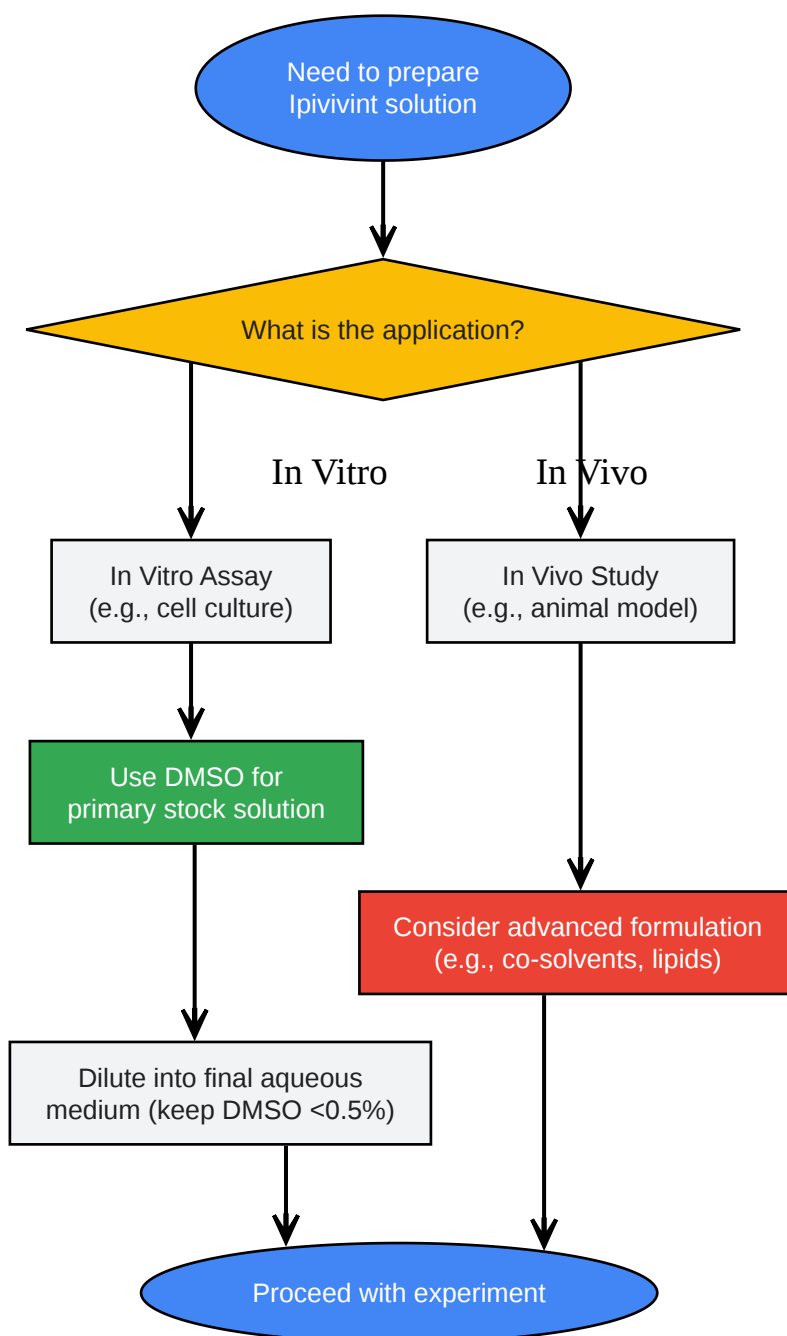 Need to prepare
Ipivivint solution
What is the application?
In Vitro
In Vivo
In Vitro Assay
(e.g., cell culture)
In Vivo Study
(e.g., animal model)
Use DMSO for
primary stock solution
Consider advanced formulation
(e.g., co-solvents, lipids)
Dilute into final aqueous
medium (keep DMSO <0.5%)
Proceed with experiment